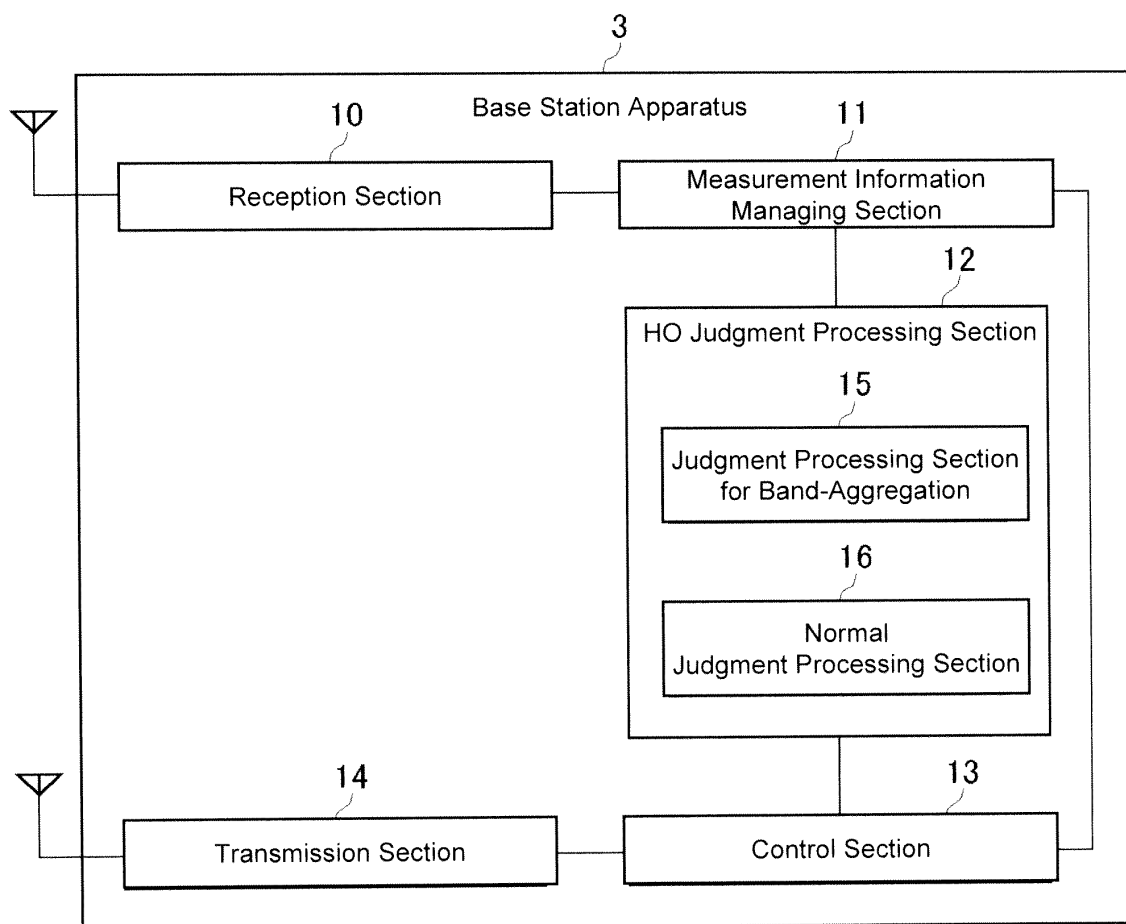 3
Base Station Apparatus
10
Reception Section
11
Measurement Information
Managing Section
12
HO Judgment Processing Section
15
Judgment Processing Section
for Band-Aggregation
16
Normal
Judgment Processing Section
14
Transmission Section
13
Control Section